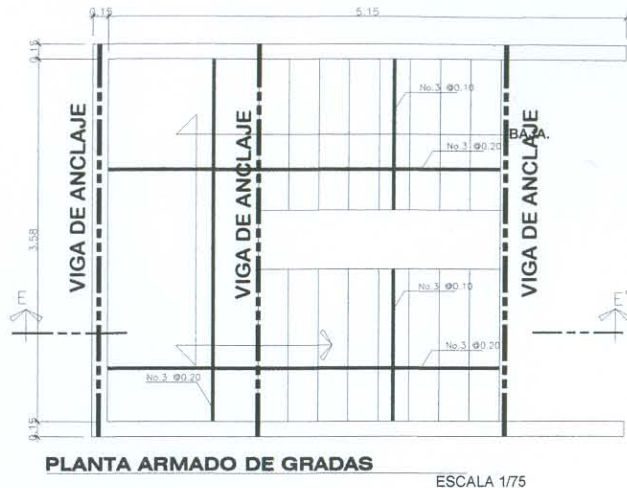 0.15
5.15
0.15
No.3 @0.10
BAJA.
No.3 @0.20
VIGA DE ANCLAJE
VIGA DE ANCLAJE
VIGA DE ANCLAJE
3.58
E
E'
No.3 @0.10
No.3 @0.20
No.3 @0.20
0.15
PLANTA ARMADO DE GRADAS
ESCALA 1/75